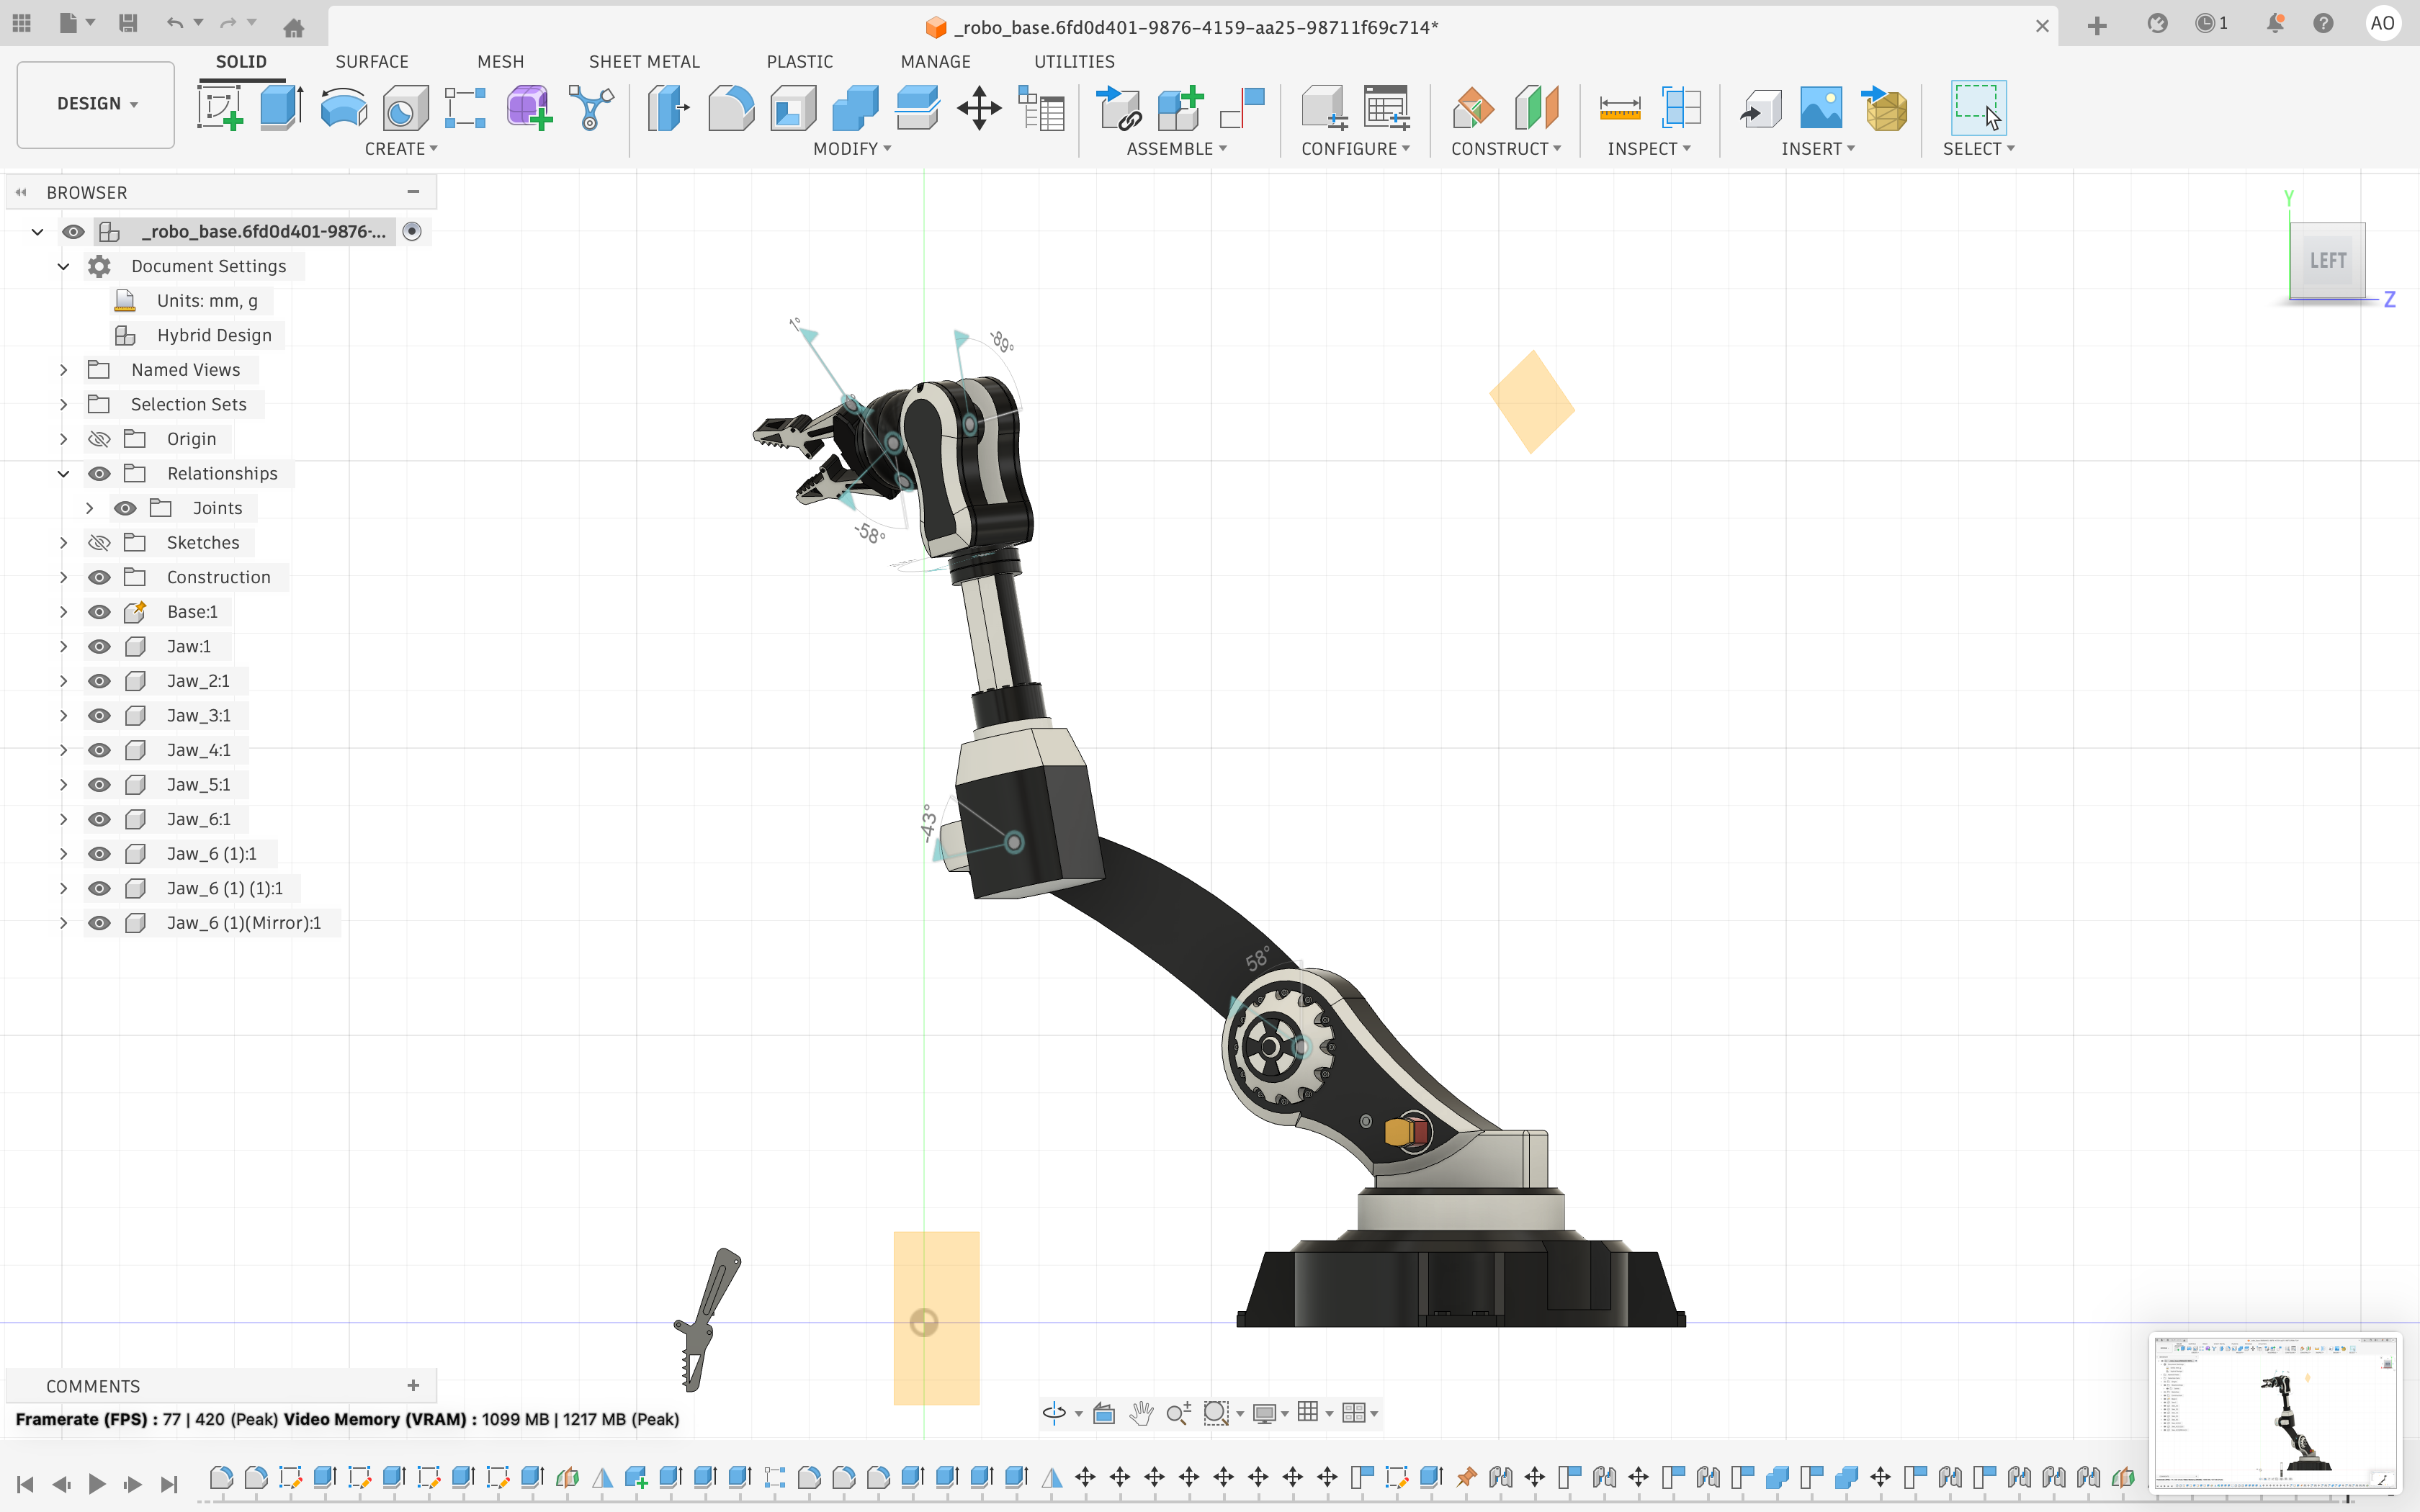 _robo_base.6fd0d401-9876-4159-aa25-98711f69c714*
1
AO
DESIGN
SOLID
SURFACE
MESH
SHEET METAL
PLASTIC
MANAGE
UTILITIES
CREATE
MODIFY
ASSEMBLE
CONFIGURE
CONSTRUCT
INSPECT
INSERT
SELECT
BROWSER
_robo_base.6fd0d401-9876-...
Document Settings
Units: mm, g
Hybrid Design
Named Views
Selection Sets
Origin
Relationships
Joints
Sketches
Construction
Base:1
Jaw:1
Jaw_2:1
Jaw_3:1
Jaw_4:1
Jaw_5:1
Jaw_6:1
Jaw_6 (1):1
Jaw_6 (1) (1):1
Jaw_6 (1)(Mirror):1
Y
LEFT
Z
1°
-89°
-58°
-43°
58°
COMMENTS
Framerate (FPS) : 77 | 420 (Peak) Video Memory (VRAM) : 1099 MB | 1217 MB (Peak)